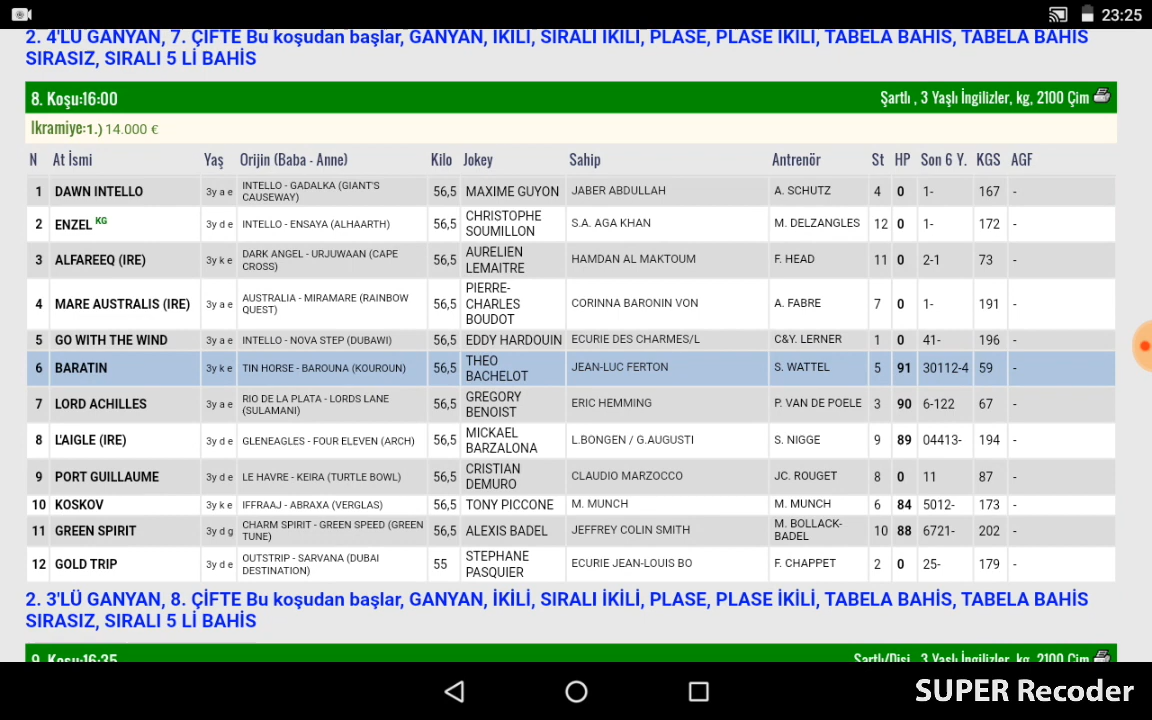 23:25
2. 4'LÜ GANYAN, 7. ÇİFTE Bu koşudan başlar, GANYAN, İKİLİ, SIRALI İKİLİ, PLASE, PLASE İKİLİ, TABELA BAHİS, TABELA BAHİS
SIRASIZ, SIRALI 5 Lİ BAHİS
8. Koşu:16:00 Şartlı , 3 Yaşlı İngilizler, kg, 2100 Çim
İkramiye:1.) 14.000 €
N At İsmi Yaş Orijin (Baba - Anne) Kilo Jokey Sahip Antrenör St HP Son 6 Y. KGS AGF
1 DAWN INTELLO 3y a e INTELLO - GADALKA (GIANT'S CAUSEWAY) 56,5 MAXIME GUYON JABER ABDULLAH A. SCHUTZ 4 0 1- 167 -
2 ENZEL KG 3y d e INTELLO - ENSAYA (ALHAARTH) 56,5 CHRISTOPHE SOUMILLON S.A. AGA KHAN M. DELZANGLES 12 0 1- 172 -
3 ALFAREEQ (IRE) 3y k e DARK ANGEL - URJUWAAN (CAPE CROSS) 56,5 AURELIEN LEMAITRE HAMDAN AL MAKTOUM F. HEAD 11 0 2-1 73 -
4 MARE AUSTRALIS (IRE) 3y a e AUSTRALIA - MIRAMARE (RAINBOW QUEST) 56,5 PIERRE-CHARLES BOUDOT CORINNA BARONIN VON A. FABRE 7 0 1- 191 -
5 GO WITH THE WIND 3y a e INTELLO - NOVA STEP (DUBAWI) 56,5 EDDY HARDOUIN ECURIE DES CHARMES/L C&Y. LERNER 1 0 41- 196 -
6 BARATIN 3y k e TIN HORSE - BAROUNA (KOUROUN) 56,5 THEO BACHELOT JEAN-LUC FERTON S. WATTEL 5 91 30112-4 59 -
7 LORD ACHILLES 3y a e RIO DE LA PLATA - LORDS LANE (SULAMANI) 56,5 GREGORY BENOIST ERIC HEMMING P. VAN DE POELE 3 90 6-122 67 -
8 L'AIGLE (IRE) 3y d e GLENEAGLES - FOUR ELEVEN (ARCH) 56,5 MICKAEL BARZALONA L.BONGEN / G.AUGUSTI S. NIGGE 9 89 04413- 194 -
9 PORT GUILLAUME 3y d e LE HAVRE - KEIRA (TURTLE BOWL) 56,5 CRISTIAN DEMURO CLAUDIO MARZOCCO JC. ROUGET 8 0 11 87 -
10 KOSKOV 3y k e IFFRAAJ - ABRAXA (VERGLAS) 56,5 TONY PICCONE M. MUNCH M. MUNCH 6 84 5012- 173 -
11 GREEN SPIRIT 3y d g CHARM SPIRIT - GREEN SPEED (GREEN TUNE) 56,5 ALEXIS BADEL JEFFREY COLIN SMITH M. BOLLACK-BADEL 10 88 6721- 202 -
12 GOLD TRIP 3y d e OUTSTRIP - SARVANA (DUBAI DESTINATION) 55 STEPHANE PASQUIER ECURIE JEAN-LOUIS BO F. CHAPPET 2 0 25- 179 -
2. 3'LÜ GANYAN, 8. ÇİFTE Bu koşudan başlar, GANYAN, İKİLİ, SIRALI İKİLİ, PLASE, PLASE İKİLİ, TABELA BAHİS, TABELA BAHİS
SIRASIZ, SIRALI 5 Lİ BAHİS
9. Koşu:16:35 Şartlı/Dişi , 3 Yaşlı İngilizler, kg, 2100 Çim
SUPER Recoder